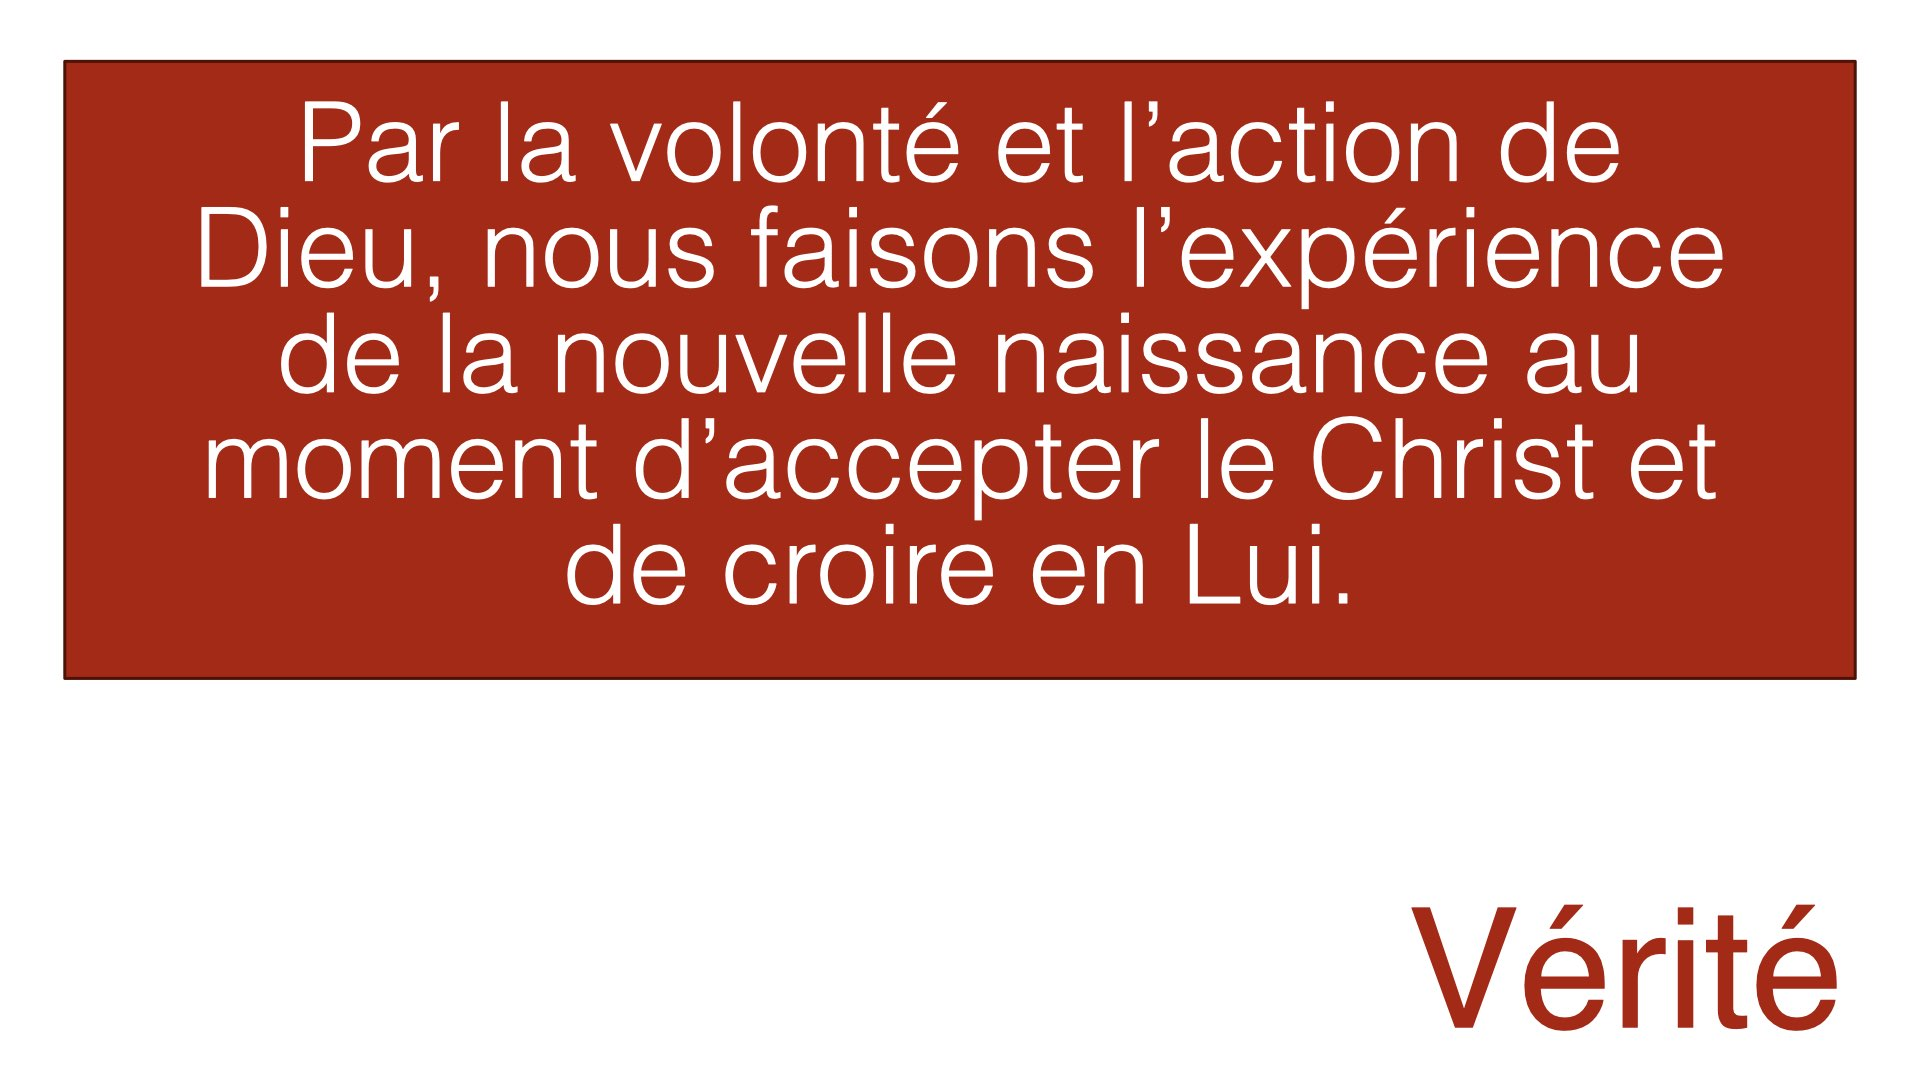 Par la volonté et l’action de
Dieu, nous faisons l’expérience
de la nouvelle naissance au
moment d’accepter le Christ et
de croire en Lui.
Vérité